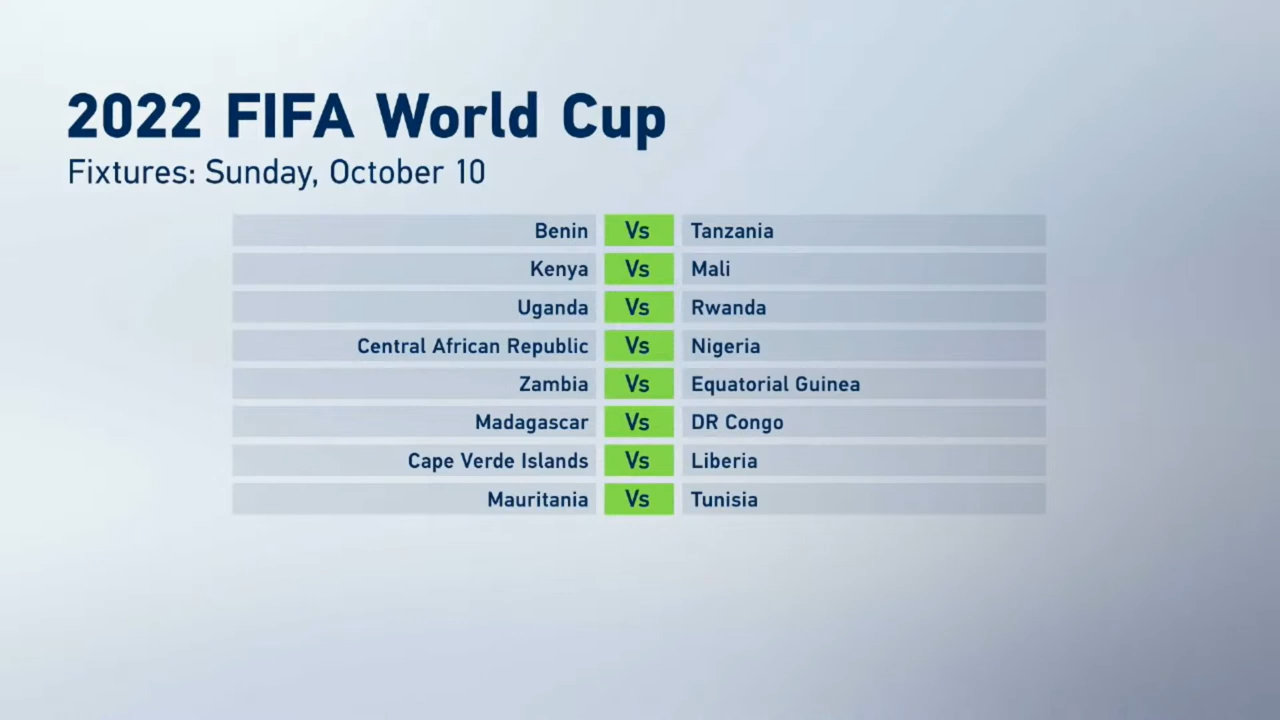 2022 FIFA World Cup
Fixtures: Sunday, October 10
Benin Vs Tanzania
Kenya Vs Mali
Uganda Vs Rwanda
Central African Republic Vs Nigeria
Zambia Vs Equatorial Guinea
Madagascar Vs DR Congo
Cape Verde Islands Vs Liberia
Mauritania Vs Tunisia